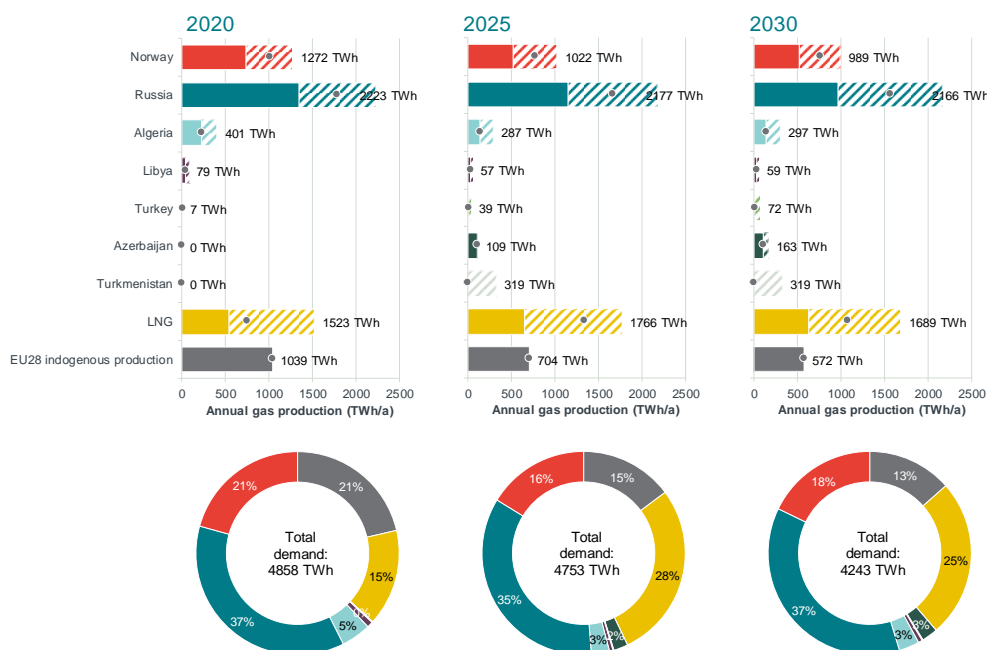 2020
2025
2030
Norway
1272 TWh
1022 TWh
989 TWh
Russia
2223 TWh
2177 TWh
2166 TWh
Algeria
401 TWh
287 TWh
297 TWh
Libya
79 TWh
57 TWh
59 TWh
Turkey
7 TWh
39 TWh
72 TWh
Azerbaijan
0 TWh
109 TWh
163 TWh
Turkmenistan
0 TWh
319 TWh
319 TWh
LNG
1523 TWh
1766 TWh
1689 TWh
EU28 indogenous production
1039 TWh
704 TWh
572 TWh
0 500 1000 1500 2000 2500
0 500 1000 1500 2000 2500
0 500 1000 1500 2000 2500
Annual gas production (TWh/a)
Annual gas production (TWh/a)
Annual gas production (TWh/a)
21%
21%
15%
5%
37%
Total
demand:
4858 TWh
16%
15%
28%
2%
3%
35%
Total
demand:
4753 TWh
18%
13%
25%
3%
3%
37%
Total
demand:
4243 TWh